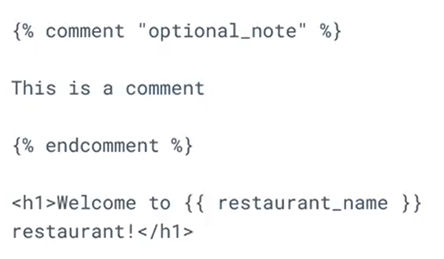 {% comment "optional_note" %}
This is a comment
{% endcomment %}
<h1>Welcome to {{ restaurant_name }}
restaurant!</h1>